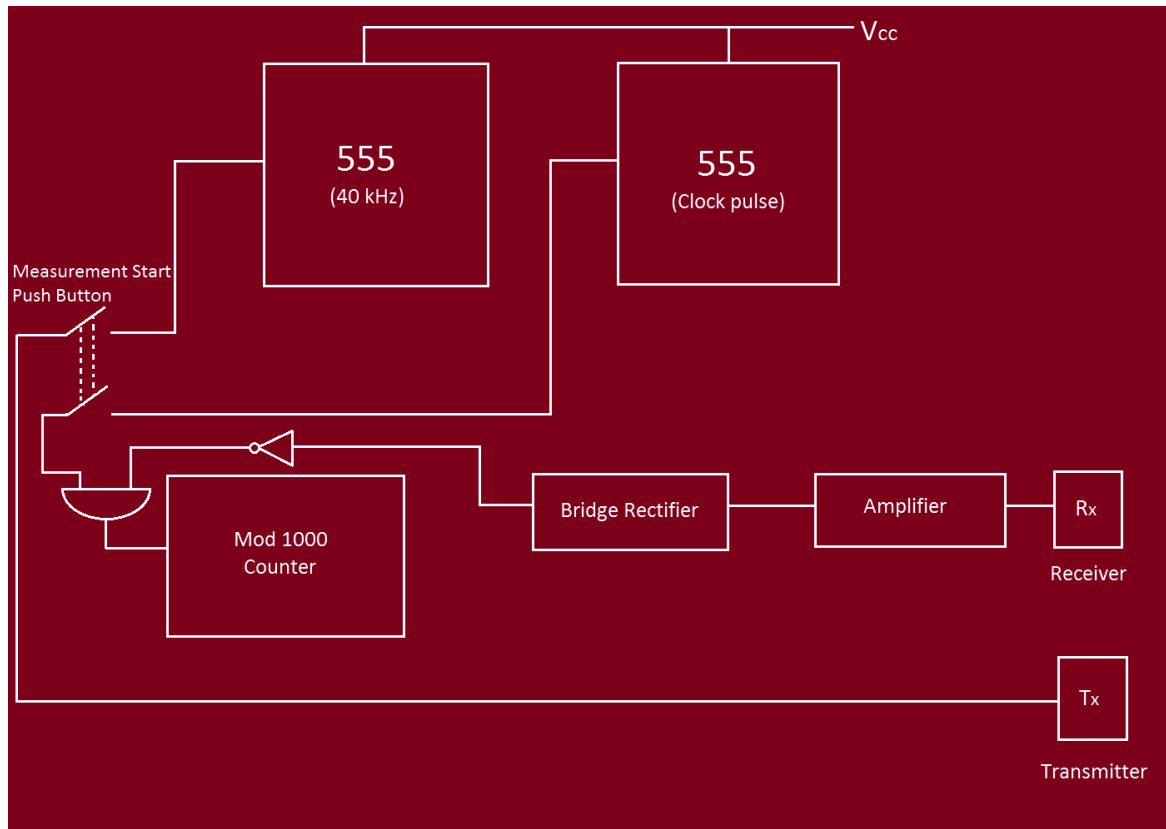 Vcc
555
(40 kHz)
555
(Clock pulse)
Measurement Start
Push Button
Mod 1000
Counter
Bridge Rectifier
Amplifier
Rx
Receiver
Tx
Transmitter